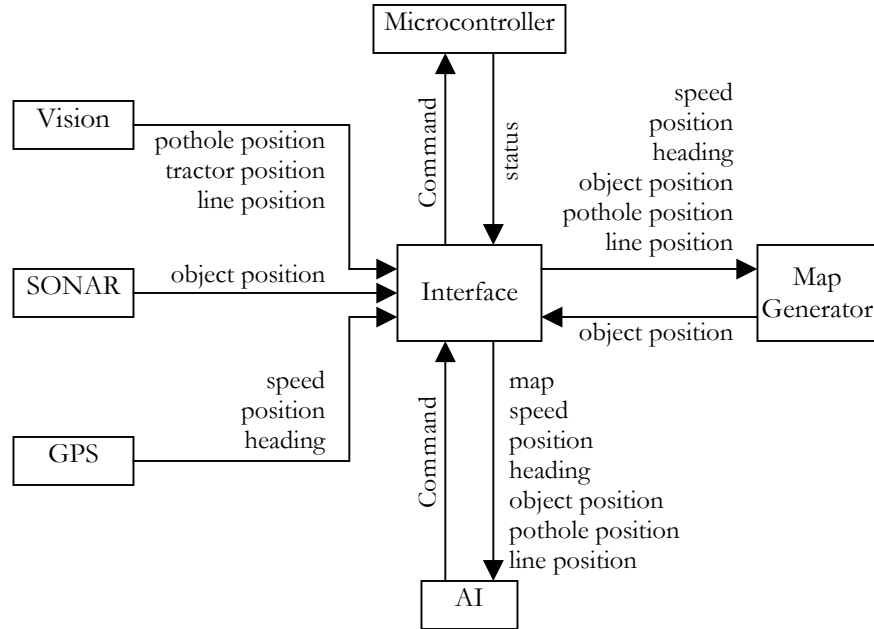 Microcontroller
Command
status
Vision
pothole position
tractor position
line position
speed
position
heading
object position
pothole position
line position
SONAR
object position
Interface
Map
Generator
object position
speed
position
heading
GPS
Command
map
speed
position
heading
object position
pothole position
line position
AI